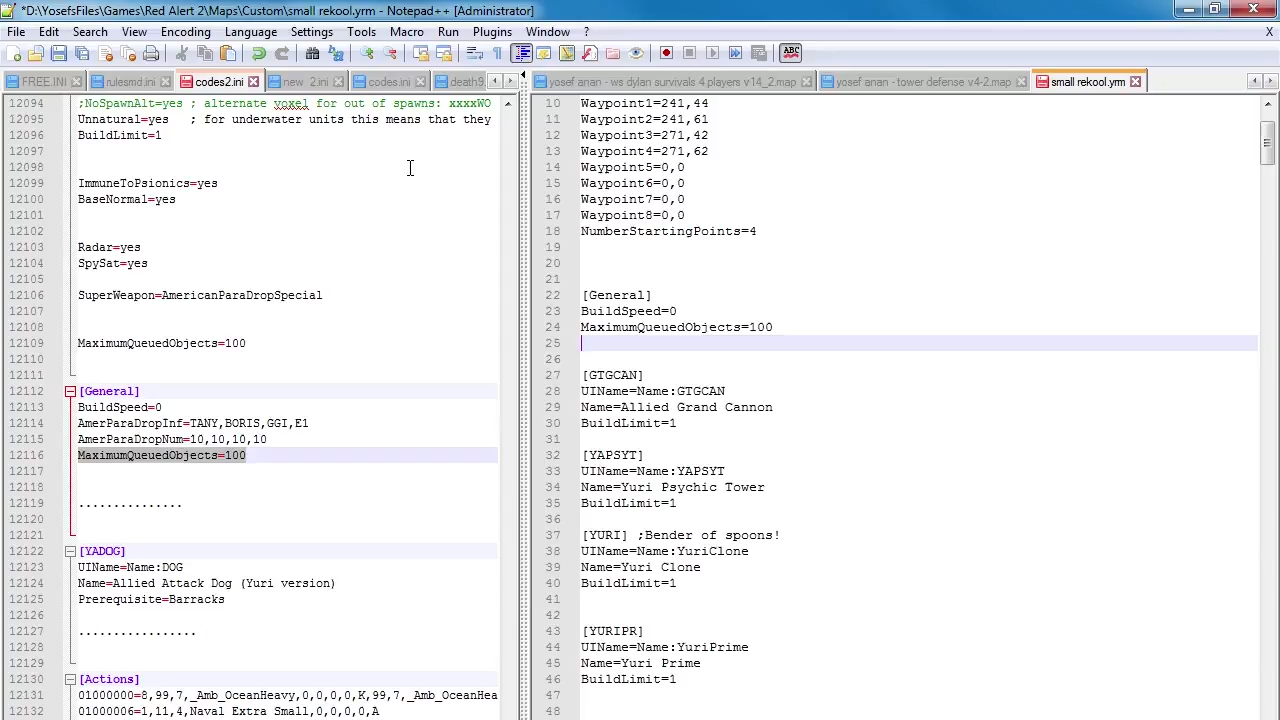 *D:\YosefsFiles\Games\Red Alert 2\Maps\Custom\small rekool.yrm - Notepad++ [Administrator]
File Edit Search View Encoding Language Settings Tools Macro Run Plugins Window ? X
FREE.INI rulesmd.ini codes2.ini new 2.ini codes.ini death9. yosef anan - ws dylan survivals 4 players v14_2.map yosef anan - tower defense v4-2.map small rekool.yrm
12094 ;NoSpawnAlt=yes ; alternate voxel for out of spawns: xxxxWO
12095 Unnatural=yes ; for underwater units this means that they
12096 BuildLimit=1
12097
12098
12099 ImmuneToPsionics=yes
12100 BaseNormal=yes
12101
12102
12103 Radar=yes
12104 SpySat=yes
12105
12106 SuperWeapon=AmericanParaDropSpecial
12107
12108
12109 MaximumQueuedObjects=100
12110
12111
12112 [General]
12113 BuildSpeed=0
12114 AmerParaDropInf=TANY,BORIS,GGI,E1
12115 AmerParaDropNum=10,10,10,10
12116 MaximumQueuedObjects=100
12117
12118
12119 ...............
12120
12121
12122 [YADOG]
12123 UIName=Name:DOG
12124 Name=Allied Attack Dog (Yuri version)
12125 Prerequisite=Barracks
12126
12127 .................
12128
12129
12130 [Actions]
12131 01000000=8,99,7,_Amb_OceanHeavy,0,0,0,0,K,99,7,_Amb_OceanHea
12132 01000006=1,11,4,Naval Extra Small,0,0,0,0,A
10 Waypoint1=241,44
11 Waypoint2=241,61
12 Waypoint3=271,42
13 Waypoint4=271,62
14 Waypoint5=0,0
15 Waypoint6=0,0
16 Waypoint7=0,0
17 Waypoint8=0,0
18 NumberStartingPoints=4
19
20
21
22 [General]
23 BuildSpeed=0
24 MaximumQueuedObjects=100
25
26
27 [GTGCAN]
28 UIName=Name:GTGCAN
29 Name=Allied Grand Cannon
30 BuildLimit=1
31
32 [YAPSYT]
33 UIName=Name:YAPSYT
34 Name=Yuri Psychic Tower
35 BuildLimit=1
36
37 [YURI] ;Bender of spoons!
38 UIName=Name:YuriClone
39 Name=Yuri Clone
40 BuildLimit=1
41
42
43 [YURIPR]
44 UIName=Name:YuriPrime
45 Name=Yuri Prime
46 BuildLimit=1
47
48